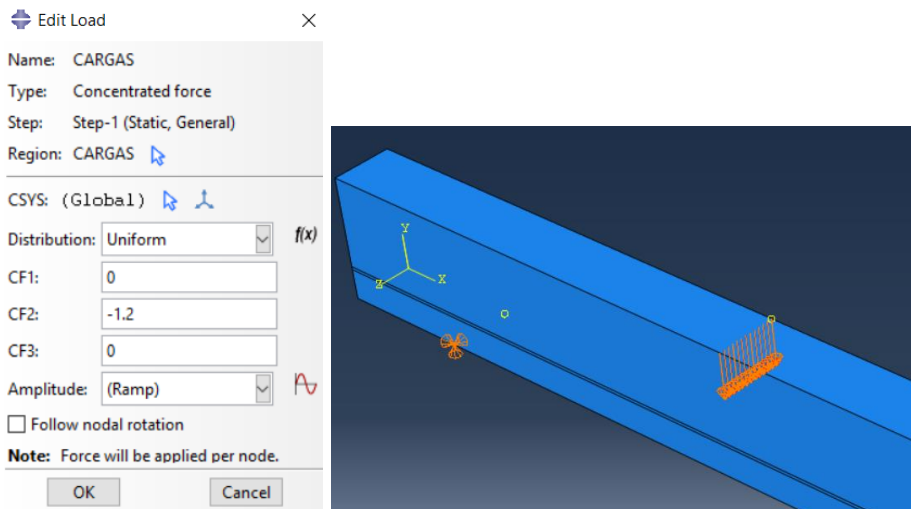 Edit Load
Name: CARGAS
Type: Concentrated force
Step: Step-1 (Static, General)
Region: CARGAS
CSYS: (Global)
Distribution: Uniform f(x)
CF1: 0
CF2: -1.2
CF3: 0
Amplitude: (Ramp)
Follow nodal rotation
Note: Force will be applied per node.
OK Cancel
Y
Z X